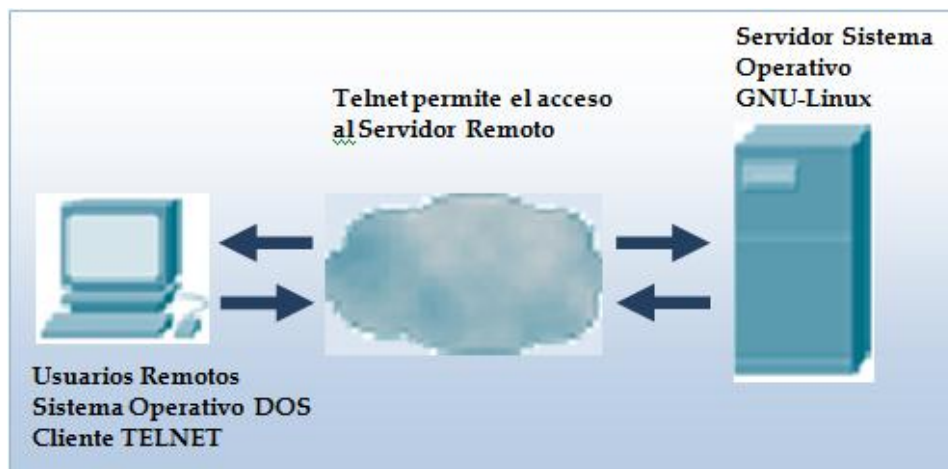 Servidor Sistema
Operativo
GNU-Linux
Telnet permite el acceso
al Servidor Remoto
Usuarios Remotos
Sistema Operativo DOS
Cliente TELNET